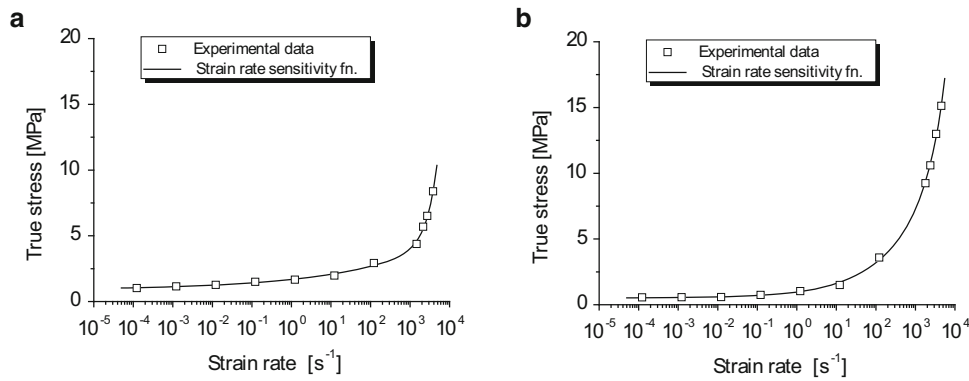 a
Experimental data
Strain rate sensitivity fn.
True stress [MPa]
20
15
10
5
0
10⁻⁵ 10⁻⁴ 10⁻³ 10⁻² 10⁻¹ 10⁰ 10¹ 10² 10³ 10⁴
Strain rate [s⁻¹]
b
Experimental data
Strain rate sensitivity fn.
True stress [MPa]
20
15
10
5
0
10⁻⁵ 10⁻⁴ 10⁻³ 10⁻² 10⁻¹ 10⁰ 10¹ 10² 10³ 10⁴
Strain rate [s⁻¹]